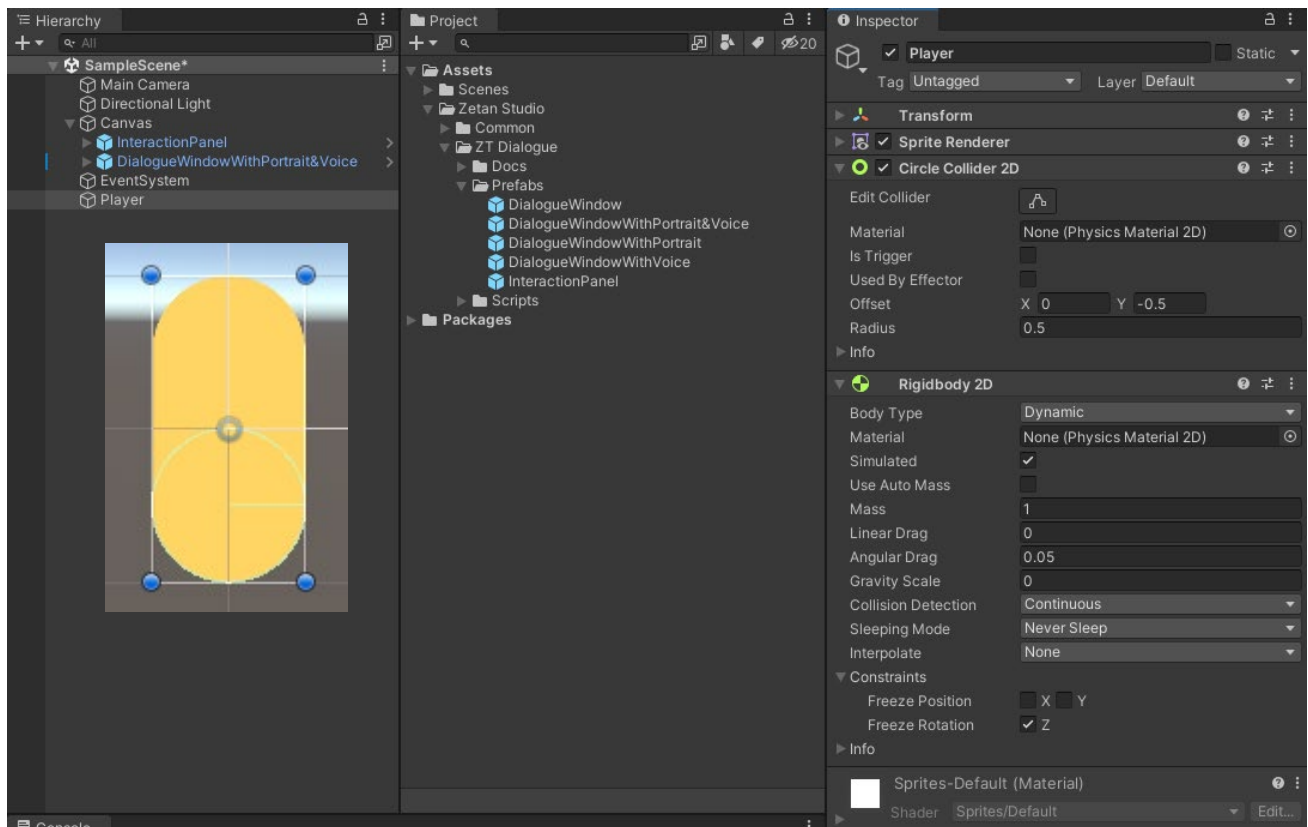 Hierarchy
All
SampleScene*
Main Camera
Directional Light
Canvas
InteractionPanel
DialogueWindowWithPortrait&Voice
EventSystem
Player
Project
20
Assets
Scenes
Zetan Studio
Common
ZT Dialogue
Docs
Prefabs
DialogueWindow
DialogueWindowWithPortrait&Voice
DialogueWindowWithPortrait
DialogueWindowWithVoice
InteractionPanel
Scripts
Packages
Inspector
Player Static
Tag Untagged Layer Default
Transform
Sprite Renderer
Circle Collider 2D
Edit Collider
Material None (Physics Material 2D)
Is Trigger
Used By Effector
Offset X 0 Y -0.5
Radius 0.5
Info
Rigidbody 2D
Body Type Dynamic
Material None (Physics Material 2D)
Simulated
Use Auto Mass
Mass 1
Linear Drag 0
Angular Drag 0.05
Gravity Scale 0
Collision Detection Continuous
Sleeping Mode Never Sleep
Interpolate None
Constraints
Freeze Position X Y
Freeze Rotation Z
Info
Sprites-Default (Material)
Shader Sprites/Default Edit...
Console